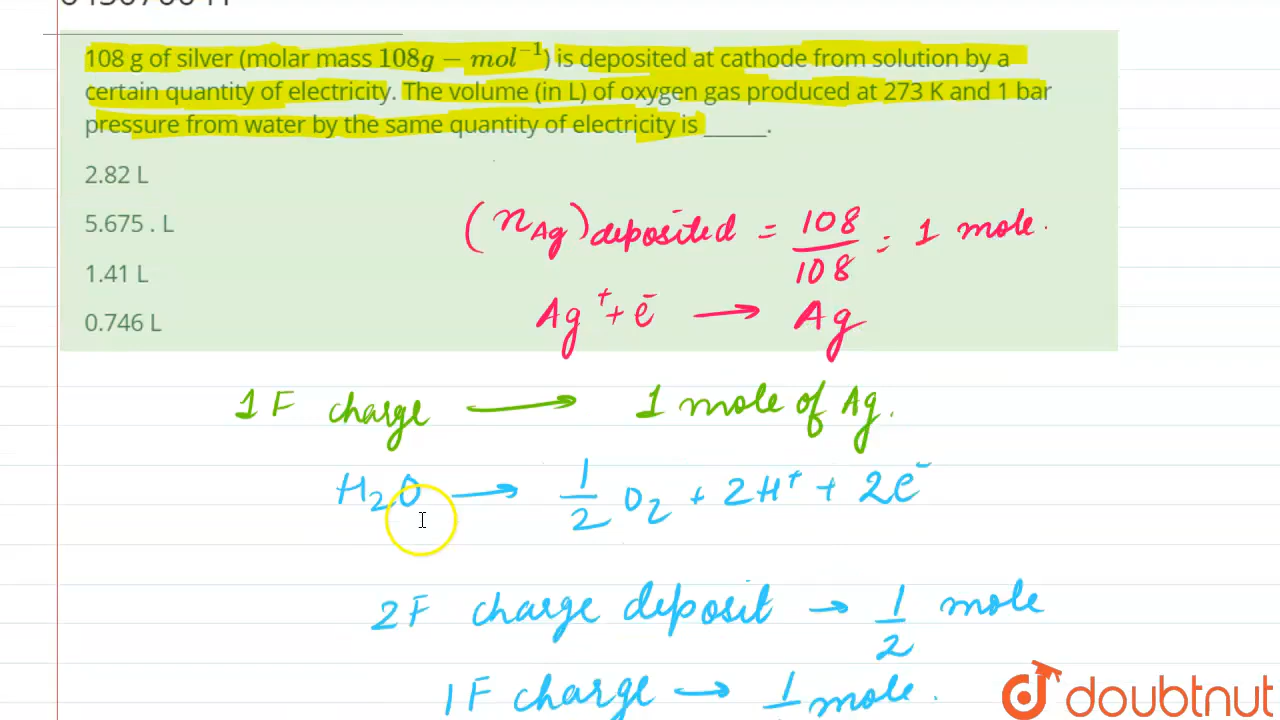 108 g of silver (molar mass 108g − mol⁻¹) is deposited at cathode from solution by a
certain quantity of electricity. The volume (in L) of oxygen gas produced at 273 K and 1 bar
pressure from water by the same quantity of electricity is ______.
2.82 L
5.675 . L
1.41 L
0.746 L
(nAg)deposited = 108/108 = 1 mole.
Ag⁺ + e⁻ → Ag
1 F charge → 1 mole of Ag.
H₂O → 1/2 O₂ + 2H⁺ + 2e⁻
2F charge deposit → 1/2 mole
1F charge → mole.
doubtnut